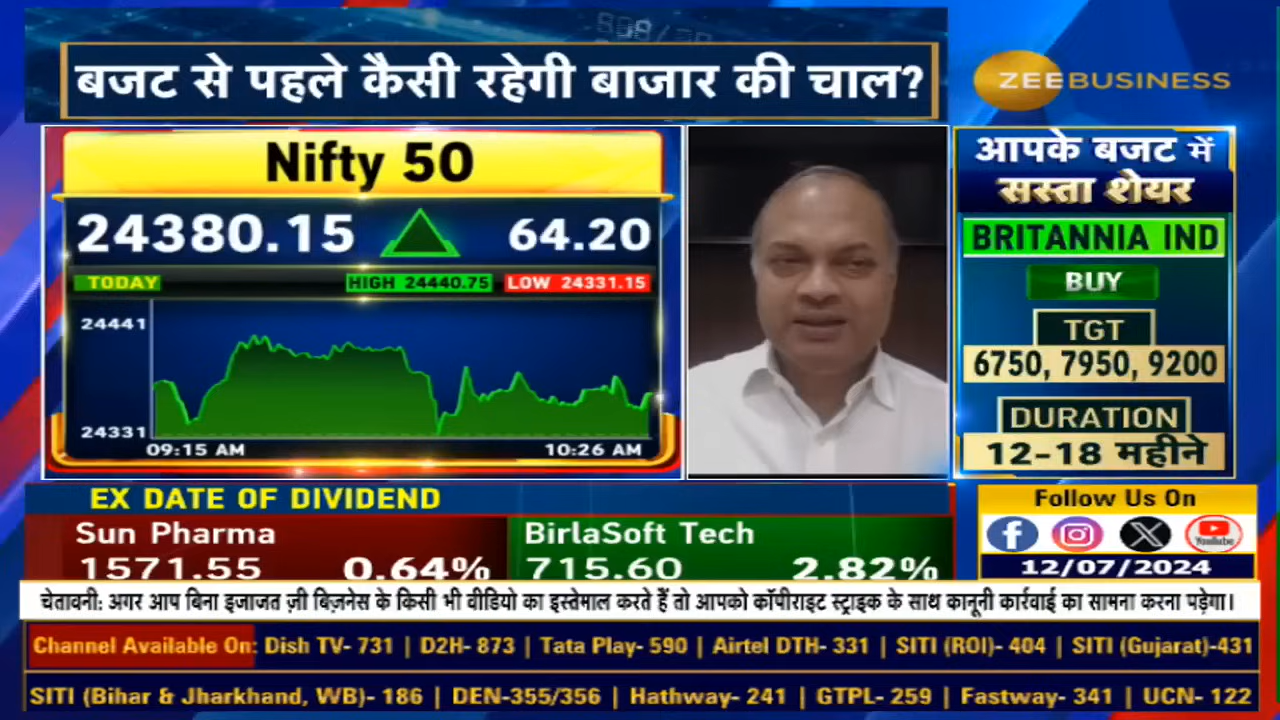 बजट से पहले कैसी रहेगी बाजार की चाल?
ZEE BUSINESS
Nifty 50
24380.15 64.20
TODAY HIGH 24440.75 LOW 24331.15
24441
24331
09:15 AM 10:26 AM
आपके बजट में
सस्ता शेयर
BRITANNIA IND
BUY
TGT
6750, 7950, 9200
DURATION
12-18 महीने
EX DATE OF DIVIDEND
Sun Pharma
1571.55 0.64%
BirlaSoft Tech
715.60 2.82%
Follow Us On
YouTube
12/07/2024
चेतावनी: अगर आप बिना इजाजत ज़ी बिज़नेस के किसी भी वीडियो का इस्तेमाल करते हैं तो आपको कॉपीराइट स्ट्राइक के साथ कानूनी कार्रवाई का सामना करना पड़ेगा।
Channel Available On: Dish TV- 731 | D2H- 873 | Tata Play- 590 | Airtel DTH- 331 | SITI (ROI)- 404 | SITI (Gujarat)-431
SITI (Bihar & Jharkhand, WB)- 186 | DEN-355/356 | Hathway- 241 | GTPL- 259 | Fastway- 341 | UCN- 122